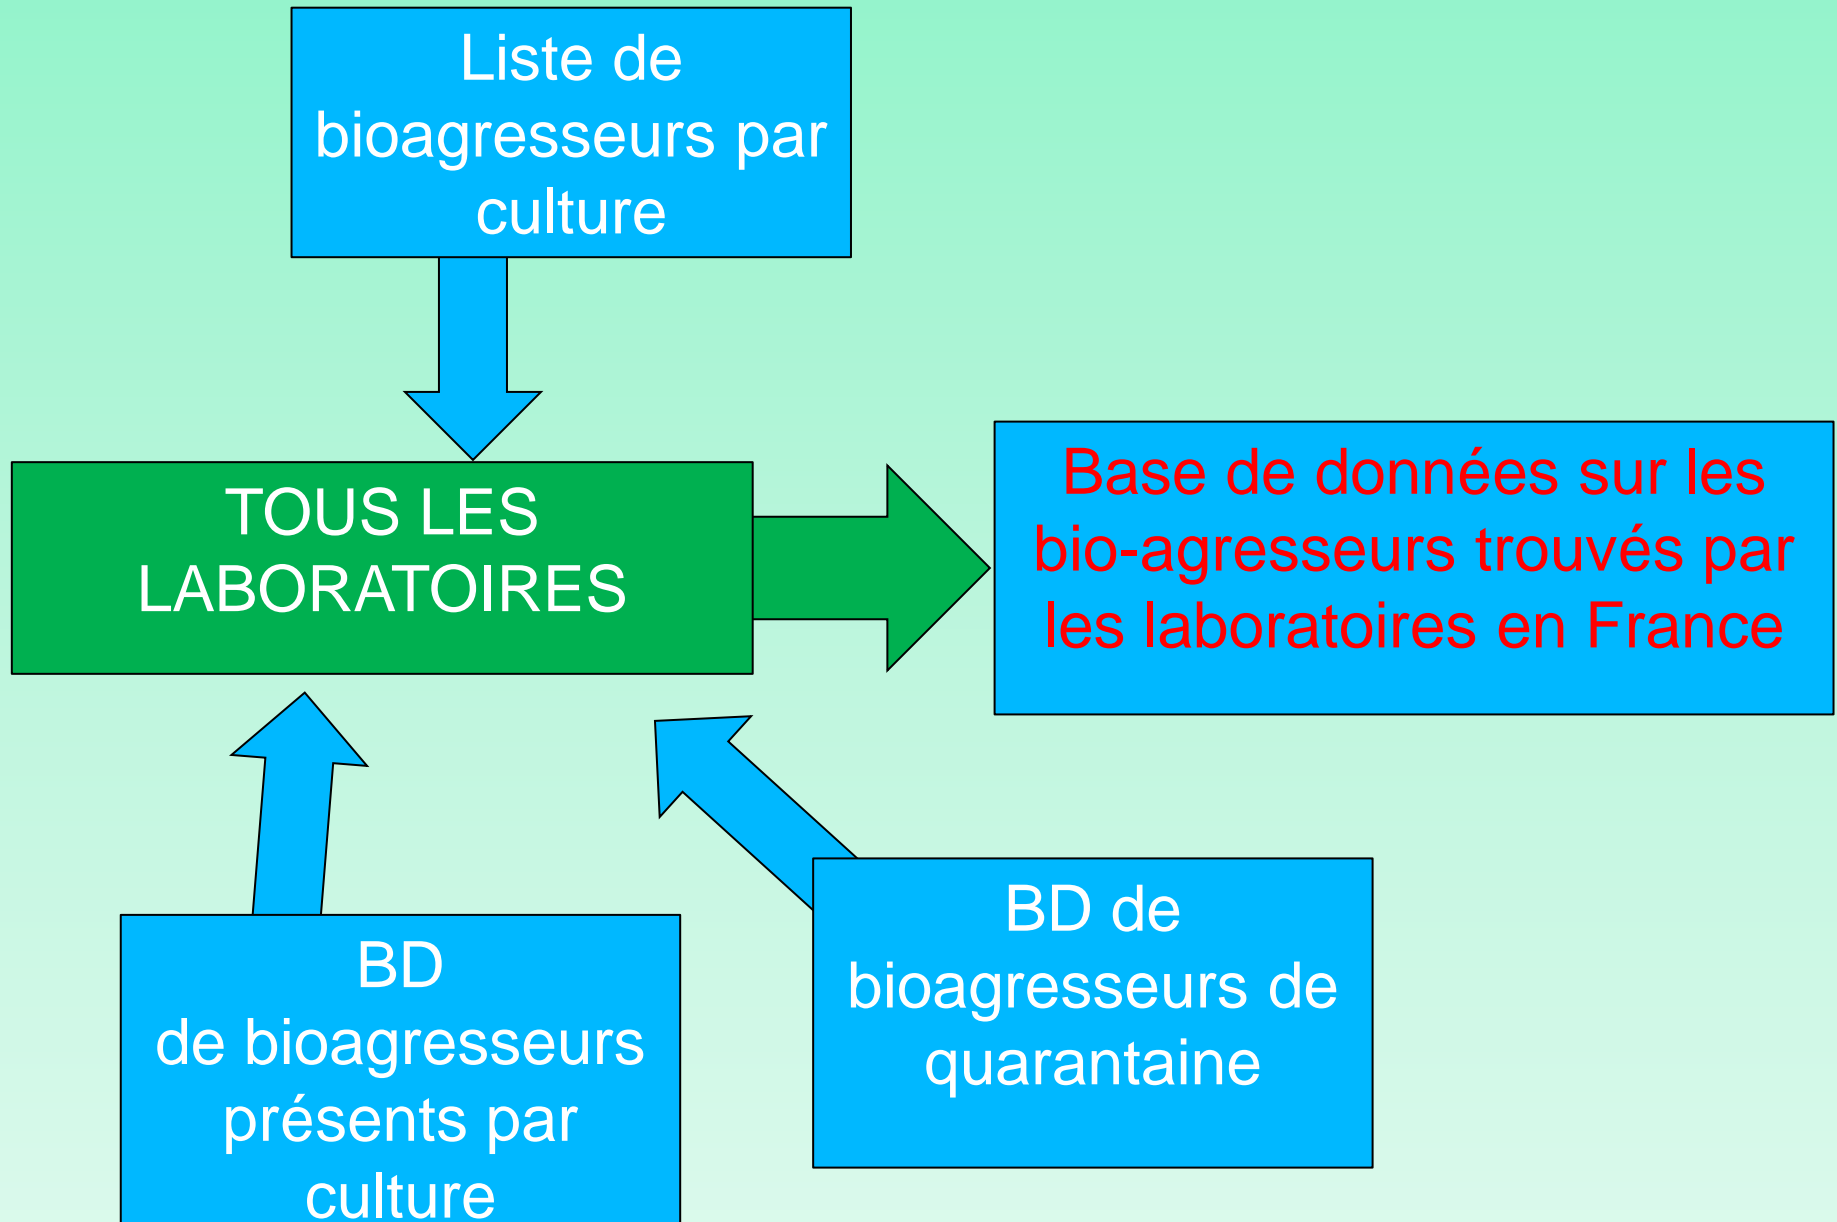 Liste de
bioagresseurs par
culture
TOUS LES
LABORATOIRES
Base de données sur les
bio-agresseurs trouvés par
les laboratoires en France
BD de
bioagresseurs de
quarantaine
BD
de bioagresseurs
présents par
culture